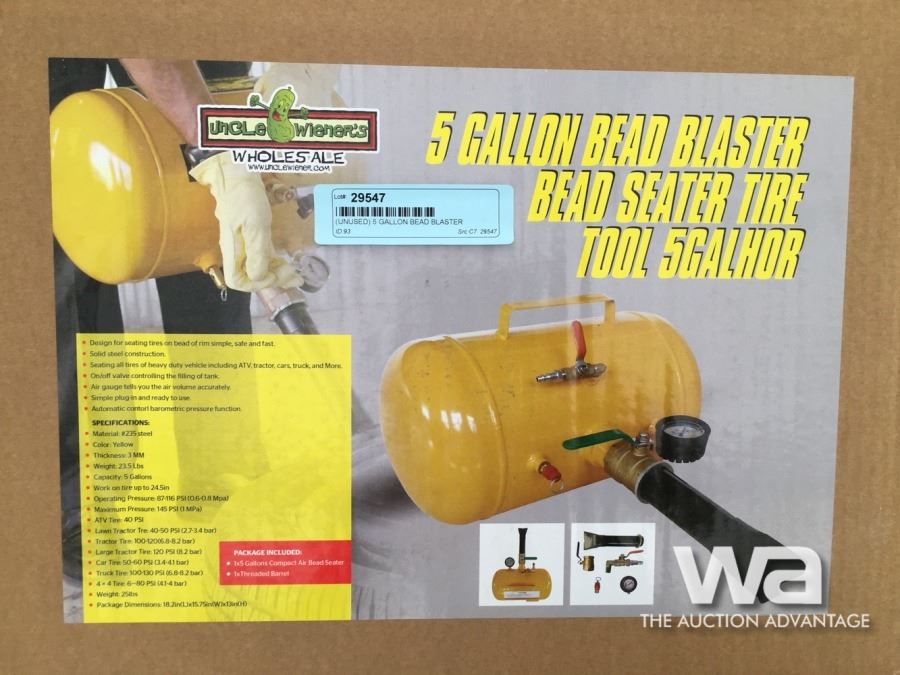 UNCLE WIENER'S
WHOLESALE
WWW.UNCLEWIENER.COM
5 GALLON BEAD BLASTER
BEAD SEATER TIRE
TOOL 5GALHOR
Lot#: 29547
(UNUSED) 5 GALLON BEAD BLASTER
ID 93 Src C7 29547
Design for seating tires on bead of rim simple, safe and fast.
Solid steel construction.
Seating all tires of heavy duty vehicle including ATV, tractor, cars, truck, and More.
On/off valve controlling the filling of tank.
Air gauge tells you the air volume accurately.
Simple plug-in and ready to use.
Automatic contorl barometric pressure function.
SPECIFICATIONS:
Material: #235 steel
Color: Yellow
Thickness: 3 MM
Weight: 23.5 Lbs
Capacity: 5 Gallons
Work on tire up to 24.5in
Operating Pressure: 87-116 PSI (0.6-0.8 Mpa)
Maximum Pressure: 145 PSI (1 MPa)
ATV Tire: 40 PSI
Lawn Tractor Tre: 40-50 PSI (2.7-3.4 bar)
Tractor Tire: 100-120(6.8-8.2 bar)
Large Tractor Tire: 120 PSI (8.2 bar)
Car Tire: 50-60 PSI (3.4-4.1 bar)
Truck Tire: 100-130 PSI (6.8-8.2 bar)
4×4 Tire: 6–80 PSI (4.1-4 bar)
Weight: 25lbs
Package Dimensions: 18.2in(L)x15.75in(W)x13in(H)
PACKAGE INCLUDED:
1x5 Gallons Compact Air Bead Seater
1xThreaded Barrel
wa
THE AUCTION ADVANTAGE